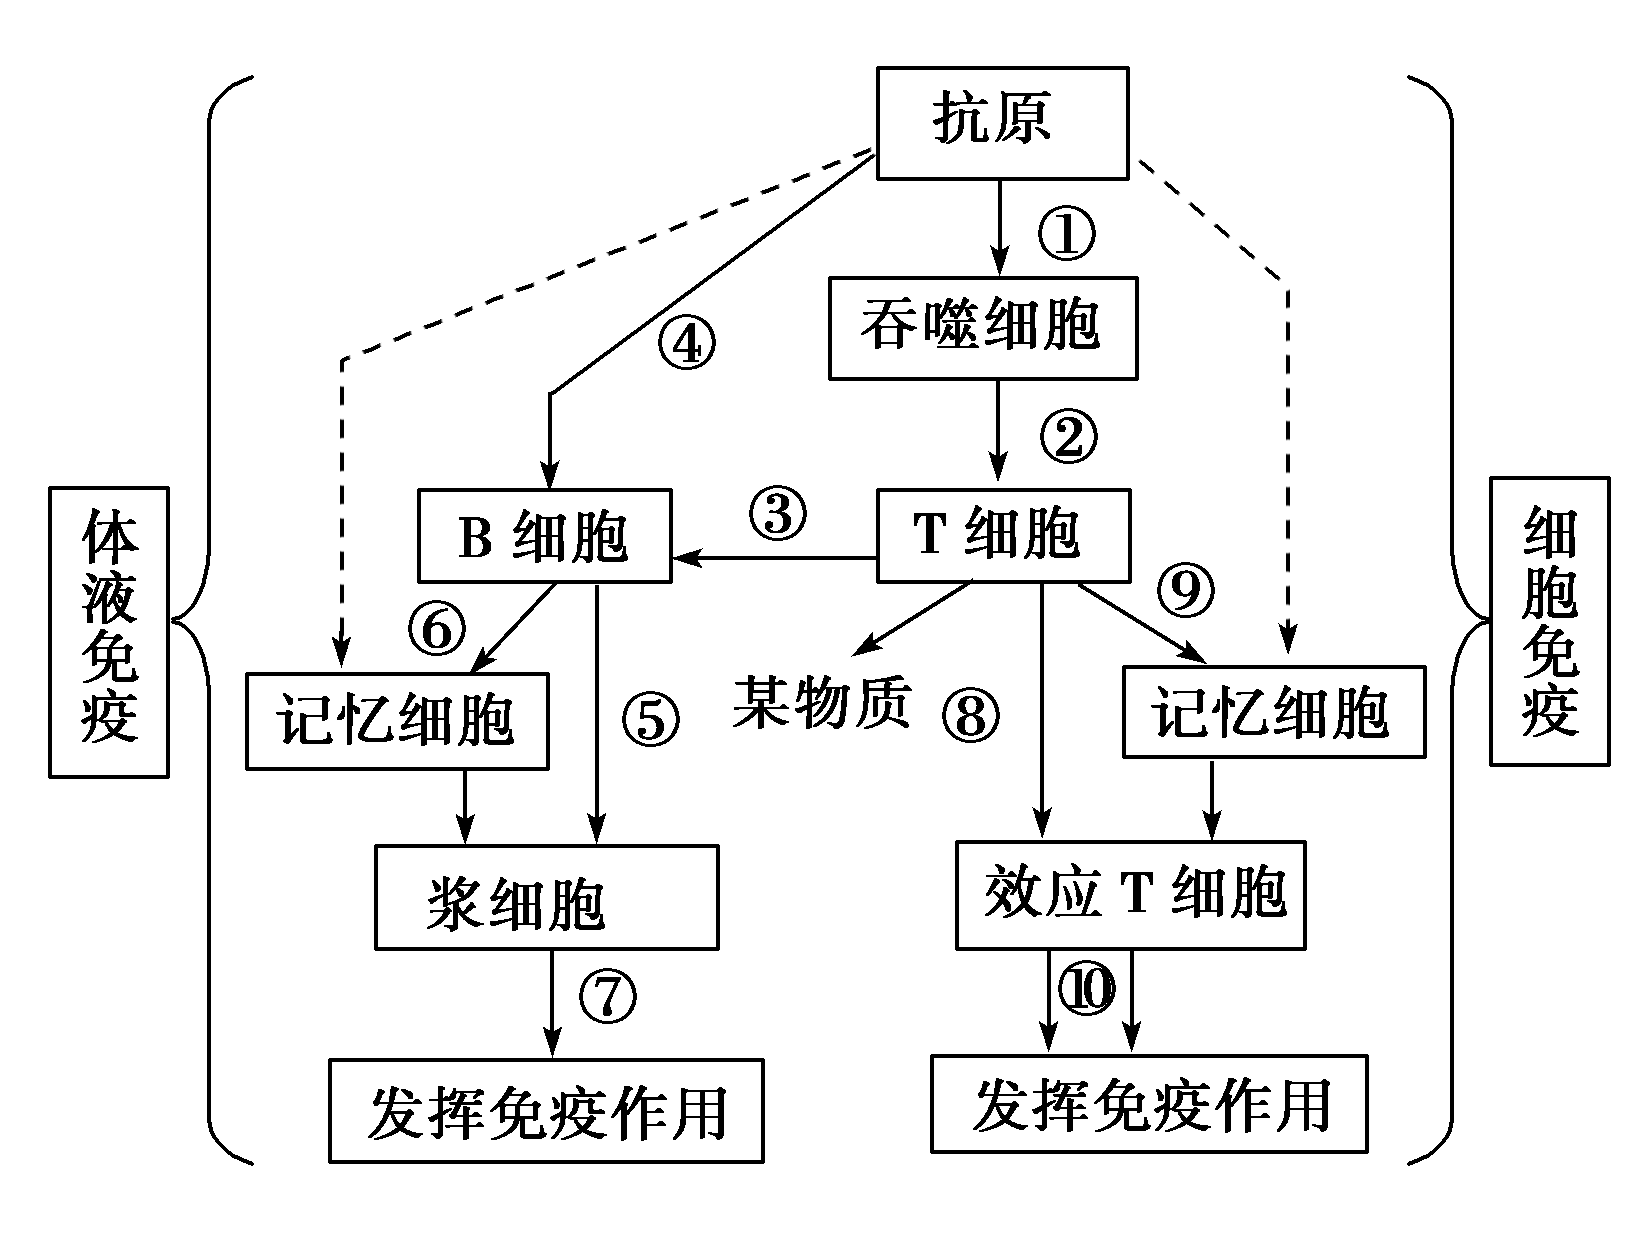 抗原
①
吞噬细胞
④
②
B 细胞
③
T 细胞
体液免疫
细胞免疫
⑥
⑨
记忆细胞
⑤
某物质
⑧
记忆细胞
浆细胞
效应 T 细胞
⑦
⑩
发挥免疫作用
发挥免疫作用